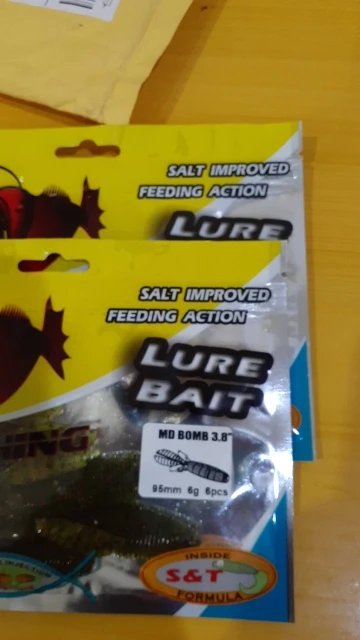 SALT IMPROVED
FEEDING ACTION
LURE
SALT IMPROVED
FEEDING ACTION
LURE
BAIT
MD BOMB 3.8"
95mm 6g 6pcs
INSIDE
S&T
FORMULA